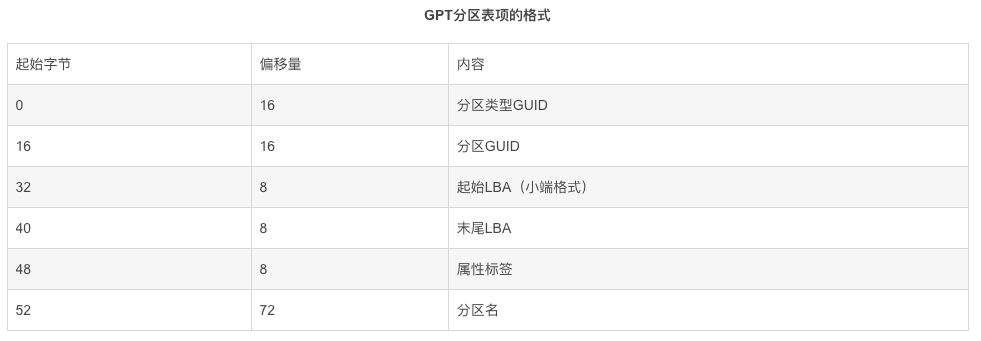 GPT分区表项的格式
起始字节 偏移量 内容
0 16 分区类型GUID
16 16 分区GUID
32 8 起始LBA（小端格式）
40 8 末尾LBA
48 8 属性标签
52 72 分区名